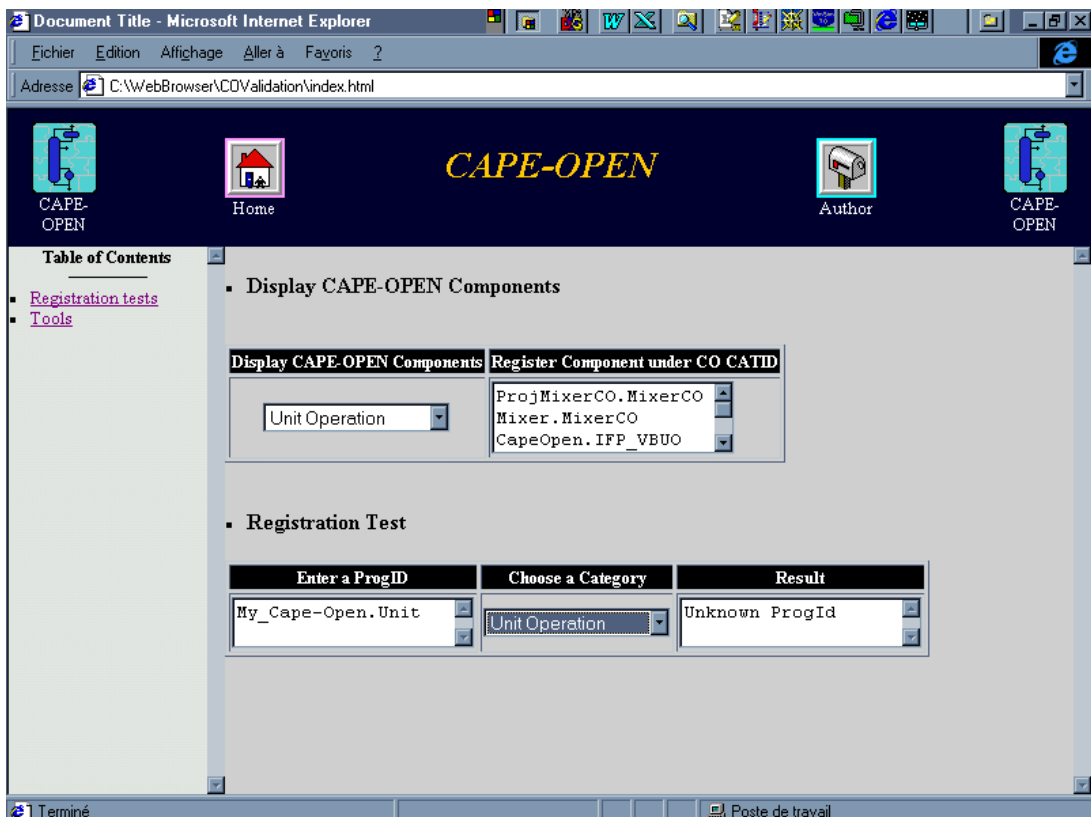 Document Title - Microsoft Internet Explorer
Fichier Edition Affichage Aller à Favoris ?
Adresse C:\WebBrowser\COValidation\index.html
CAPE-OPEN
CAPE-
OPEN
Home
Author
CAPE-
OPEN
Table of Contents
Registration tests
Tools
Display CAPE-OPEN Components
Display CAPE-OPEN Components Register Component under CO CATID
Unit Operation
ProjMixerCO.MixerCO
Mixer.MixerCO
CapeOpen.IFP_VBUO
Registration Test
Enter a ProgID Choose a Category Result
My_Cape-Open.Unit Unit Operation Unknown ProgId
Terminé Poste de travail